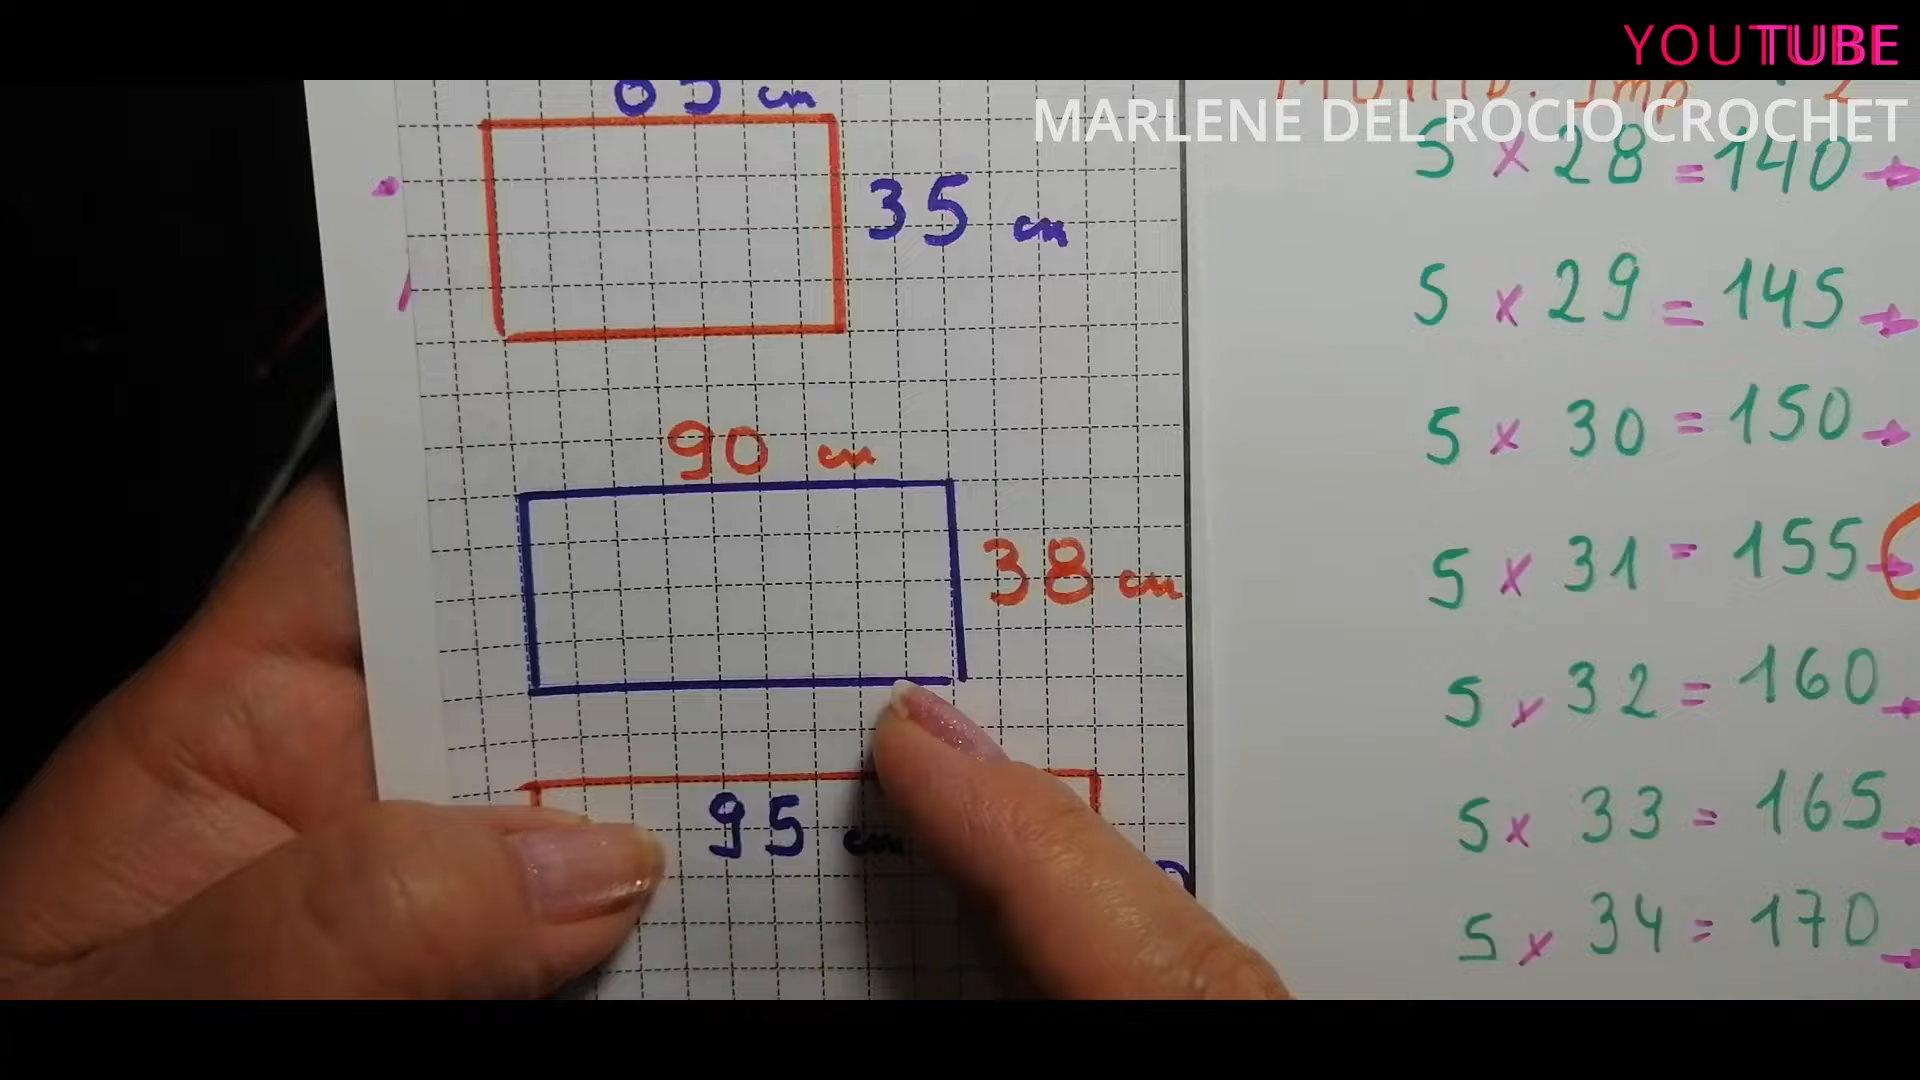 YOUTUBE
MARLENE DEL ROCIO CROCHET
cm
35 cm
90 cm
38 cm
95 cm
5 x 28 = 140
5 x 29 = 145
5 x 30 = 150
5 x 31 = 155
5 x 32 = 160
5 x 33 = 165
5 x 34 = 170